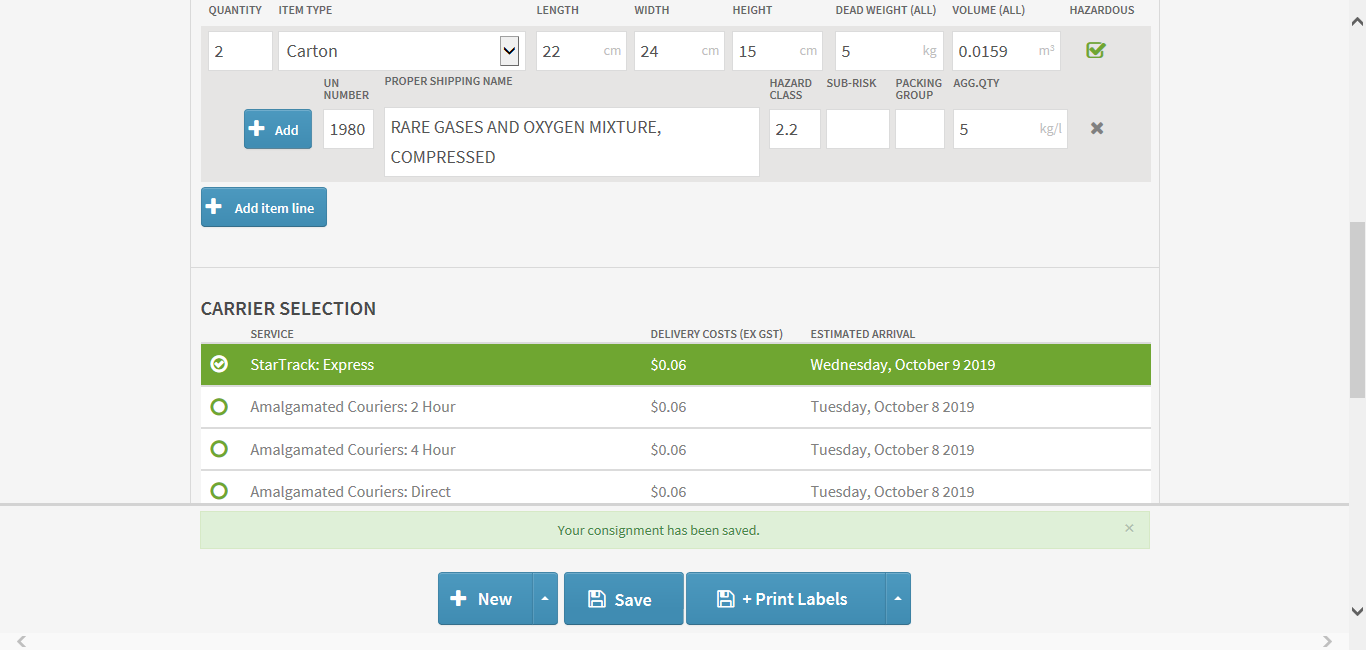 QUANTITY ITEM TYPE LENGTH WIDTH HEIGHT DEAD WEIGHT (ALL) VOLUME (ALL) HAZARDOUS
2 Carton 22 cm 24 cm 15 cm 5 kg 0.0159 m³
UN NUMBER PROPER SHIPPING NAME HAZARD CLASS SUB-RISK PACKING GROUP AGG.QTY
Add 1980 RARE GASES AND OXYGEN MIXTURE, 2.2 5 kg/l
COMPRESSED
Add item line
CARRIER SELECTION
SERVICE DELIVERY COSTS (EX GST) ESTIMATED ARRIVAL
StarTrack: Express $0.06 Wednesday, October 9 2019
Amalgamated Couriers: 2 Hour $0.06 Tuesday, October 8 2019
Amalgamated Couriers: 4 Hour $0.06 Tuesday, October 8 2019
Amalgamated Couriers: Direct $0.06 Tuesday, October 8 2019
Your consignment has been saved. ×
New Save + Print Labels